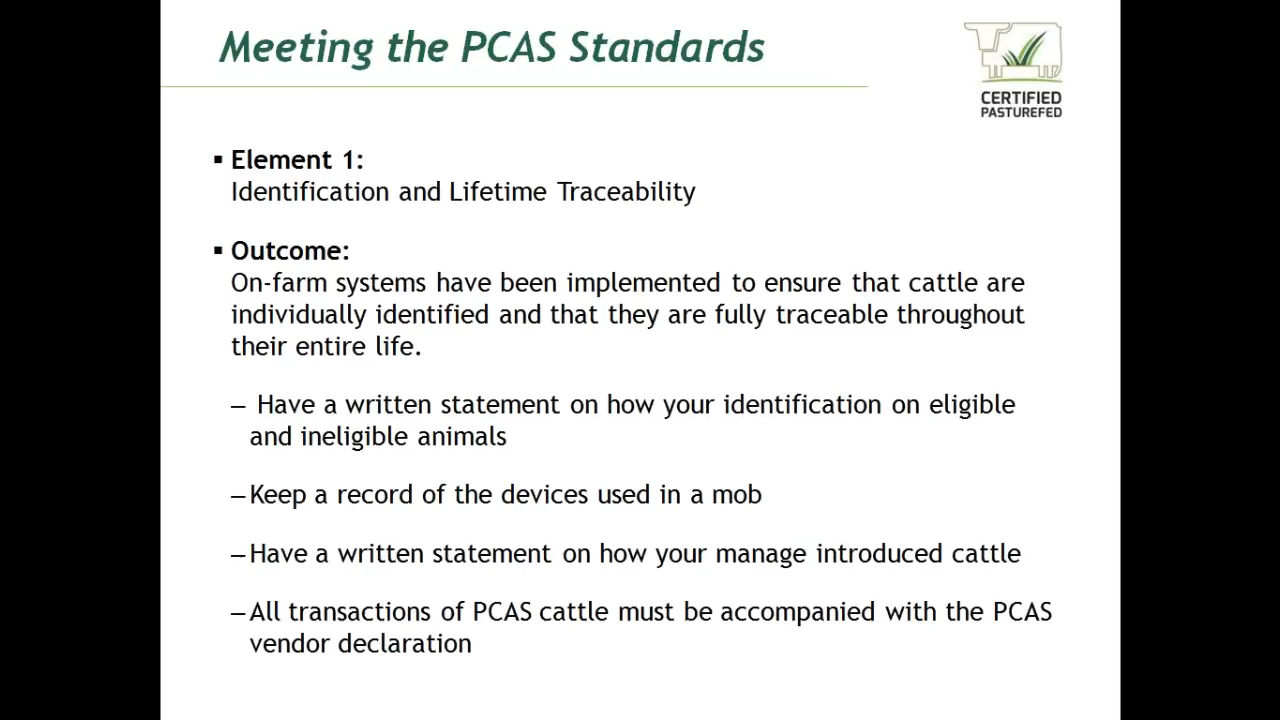 Meeting the PCAS Standards
CERTIFIED
PASTUREFED
▪ Element 1:
Identification and Lifetime Traceability
▪ Outcome:
On-farm systems have been implemented to ensure that cattle are
individually identified and that they are fully traceable throughout
their entire life.
– Have a written statement on how your identification on eligible
and ineligible animals
–Keep a record of the devices used in a mob
–Have a written statement on how your manage introduced cattle
–All transactions of PCAS cattle must be accompanied with the PCAS
vendor declaration